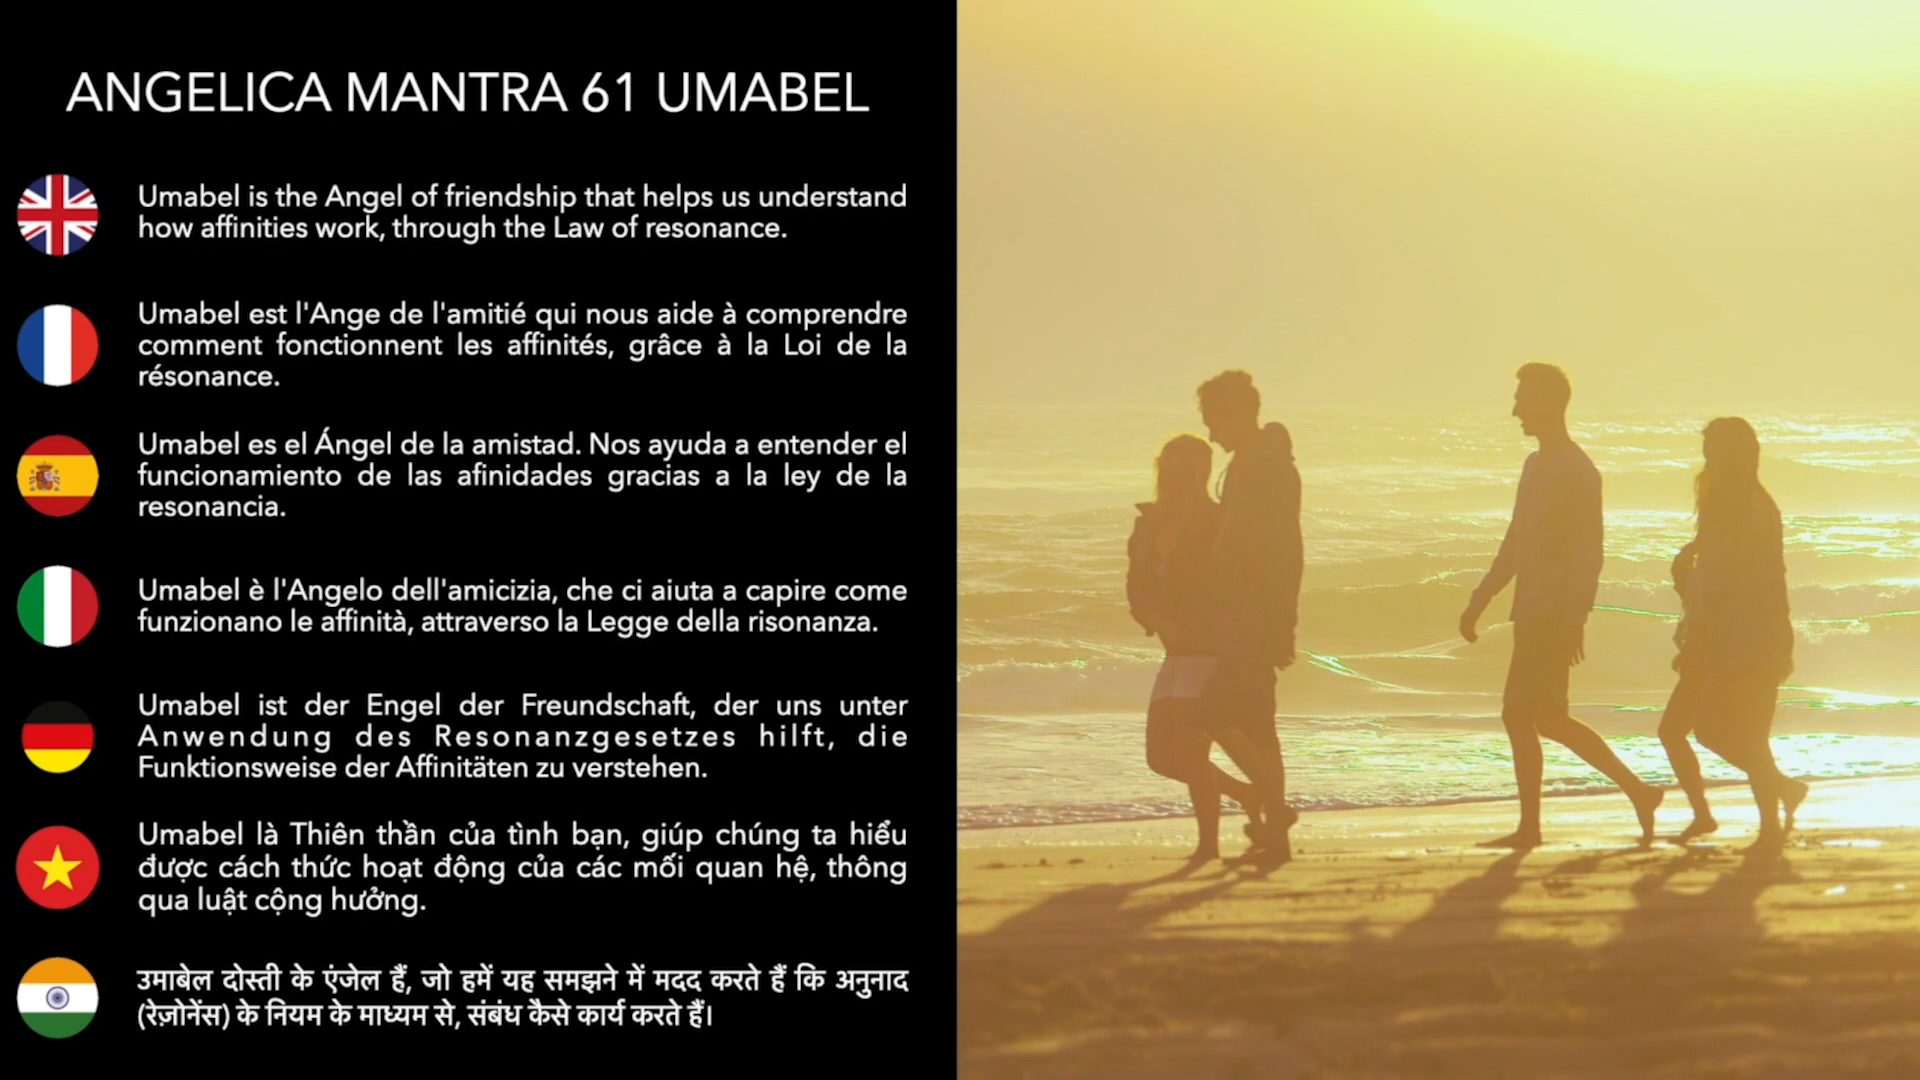 ANGELICA MANTRA 61 UMABEL
Umabel is the Angel of friendship that helps us understand
how affinities work, through the Law of resonance.
Umabel est l'Ange de l'amitié qui nous aide à comprendre
comment fonctionnent les affinités, grâce à la Loi de la
résonance.
Umabel es el Ángel de la amistad. Nos ayuda a entender el
funcionamiento de las afinidades gracias a la ley de la
resonancia.
Umabel è l'Angelo dell'amicizia, che ci aiuta a capire come
funzionano le affinità, attraverso la Legge della risonanza.
Umabel ist der Engel der Freundschaft, der uns unter
Anwendung des Resonanzgesetzes hilft, die
Funktionsweise der Affinitäten zu verstehen.
Umabel là Thiên thần của tình bạn, giúp chúng ta hiểu
được cách thức hoạt động của các mối quan hệ, thông
qua luật cộng hưởng.
उमाबेल दोस्ती के एंजेल हैं, जो हमें यह समझने में मदद करते हैं कि अनुनाद
(रेज़ोनेंस) के नियम के माध्यम से, संबंध कैसे कार्य करते हैं।